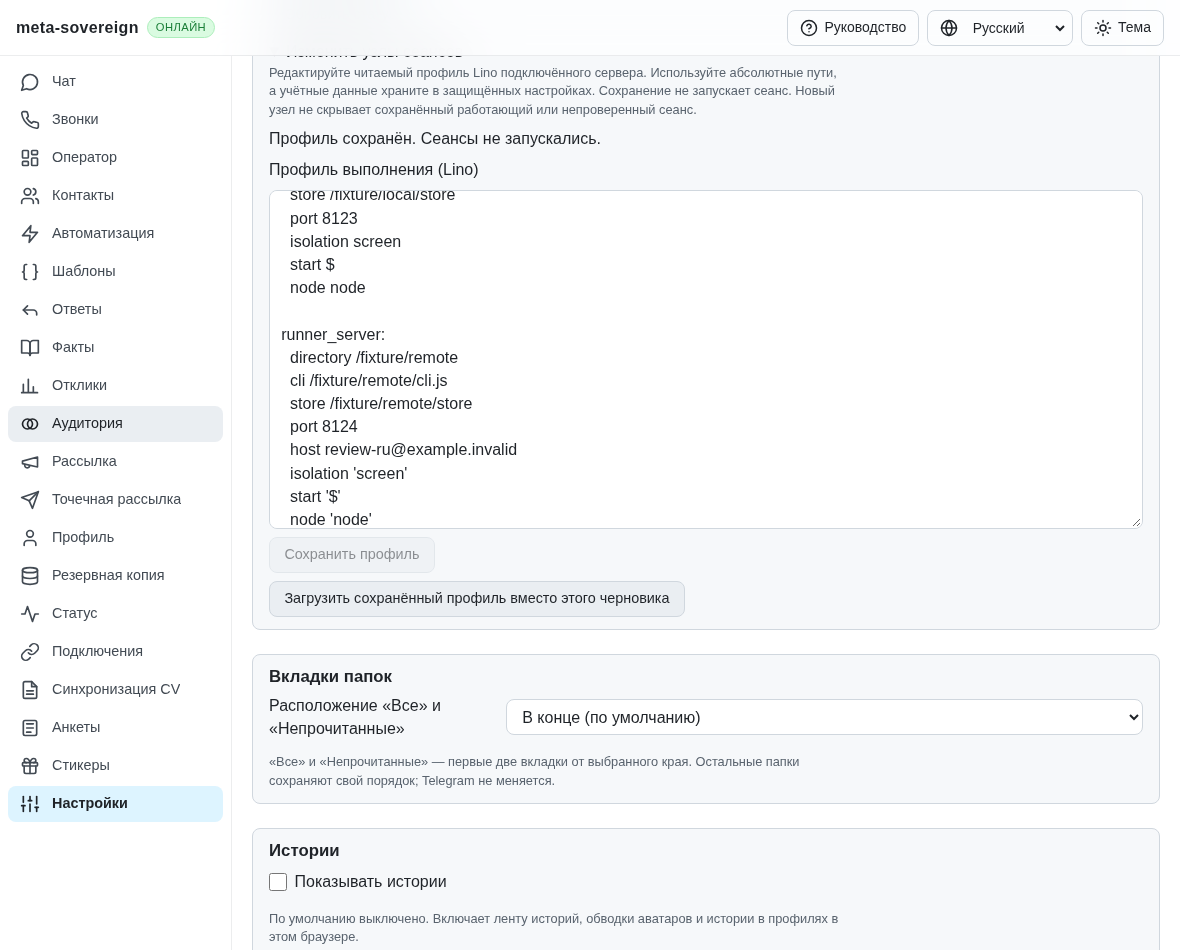 meta-sovereign ОНЛАЙН Руководство Русский Тема
Чат
Звонки
Оператор
Контакты
Автоматизация
Шаблоны
Ответы
Факты
Отклики
Аудитория
Рассылка
Точечная рассылка
Профиль
Резервная копия
Статус
Подключения
Синхронизация CV
Анкеты
Стикеры
Настройки
Редактируйте читаемый профиль Lino подключённого сервера. Используйте абсолютные пути,
а учётные данные храните в защищённых настройках. Сохранение не запускает сеанс. Новый
узел не скрывает сохранённый работающий или непроверенный сеанс.
Профиль сохранён. Сеансы не запускались.
Профиль выполнения (Lino)
store /fixture/local/store
port 8123
isolation screen
start $
node node
runner_server:
directory /fixture/remote
cli /fixture/remote/cli.js
store /fixture/remote/store
port 8124
host review-ru@example.invalid
isolation 'screen'
start '$'
node 'node'
Сохранить профиль
Загрузить сохранённый профиль вместо этого черновика
Вкладки папок
Расположение «Все» и
«Непрочитанные»
В конце (по умолчанию)
«Все» и «Непрочитанные» — первые две вкладки от выбранного края. Остальные папки
сохраняют свой порядок; Telegram не меняется.
Истории
Показывать истории
По умолчанию выключено. Включает ленту историй, обводки аватаров и истории в профилях в
этом браузере.